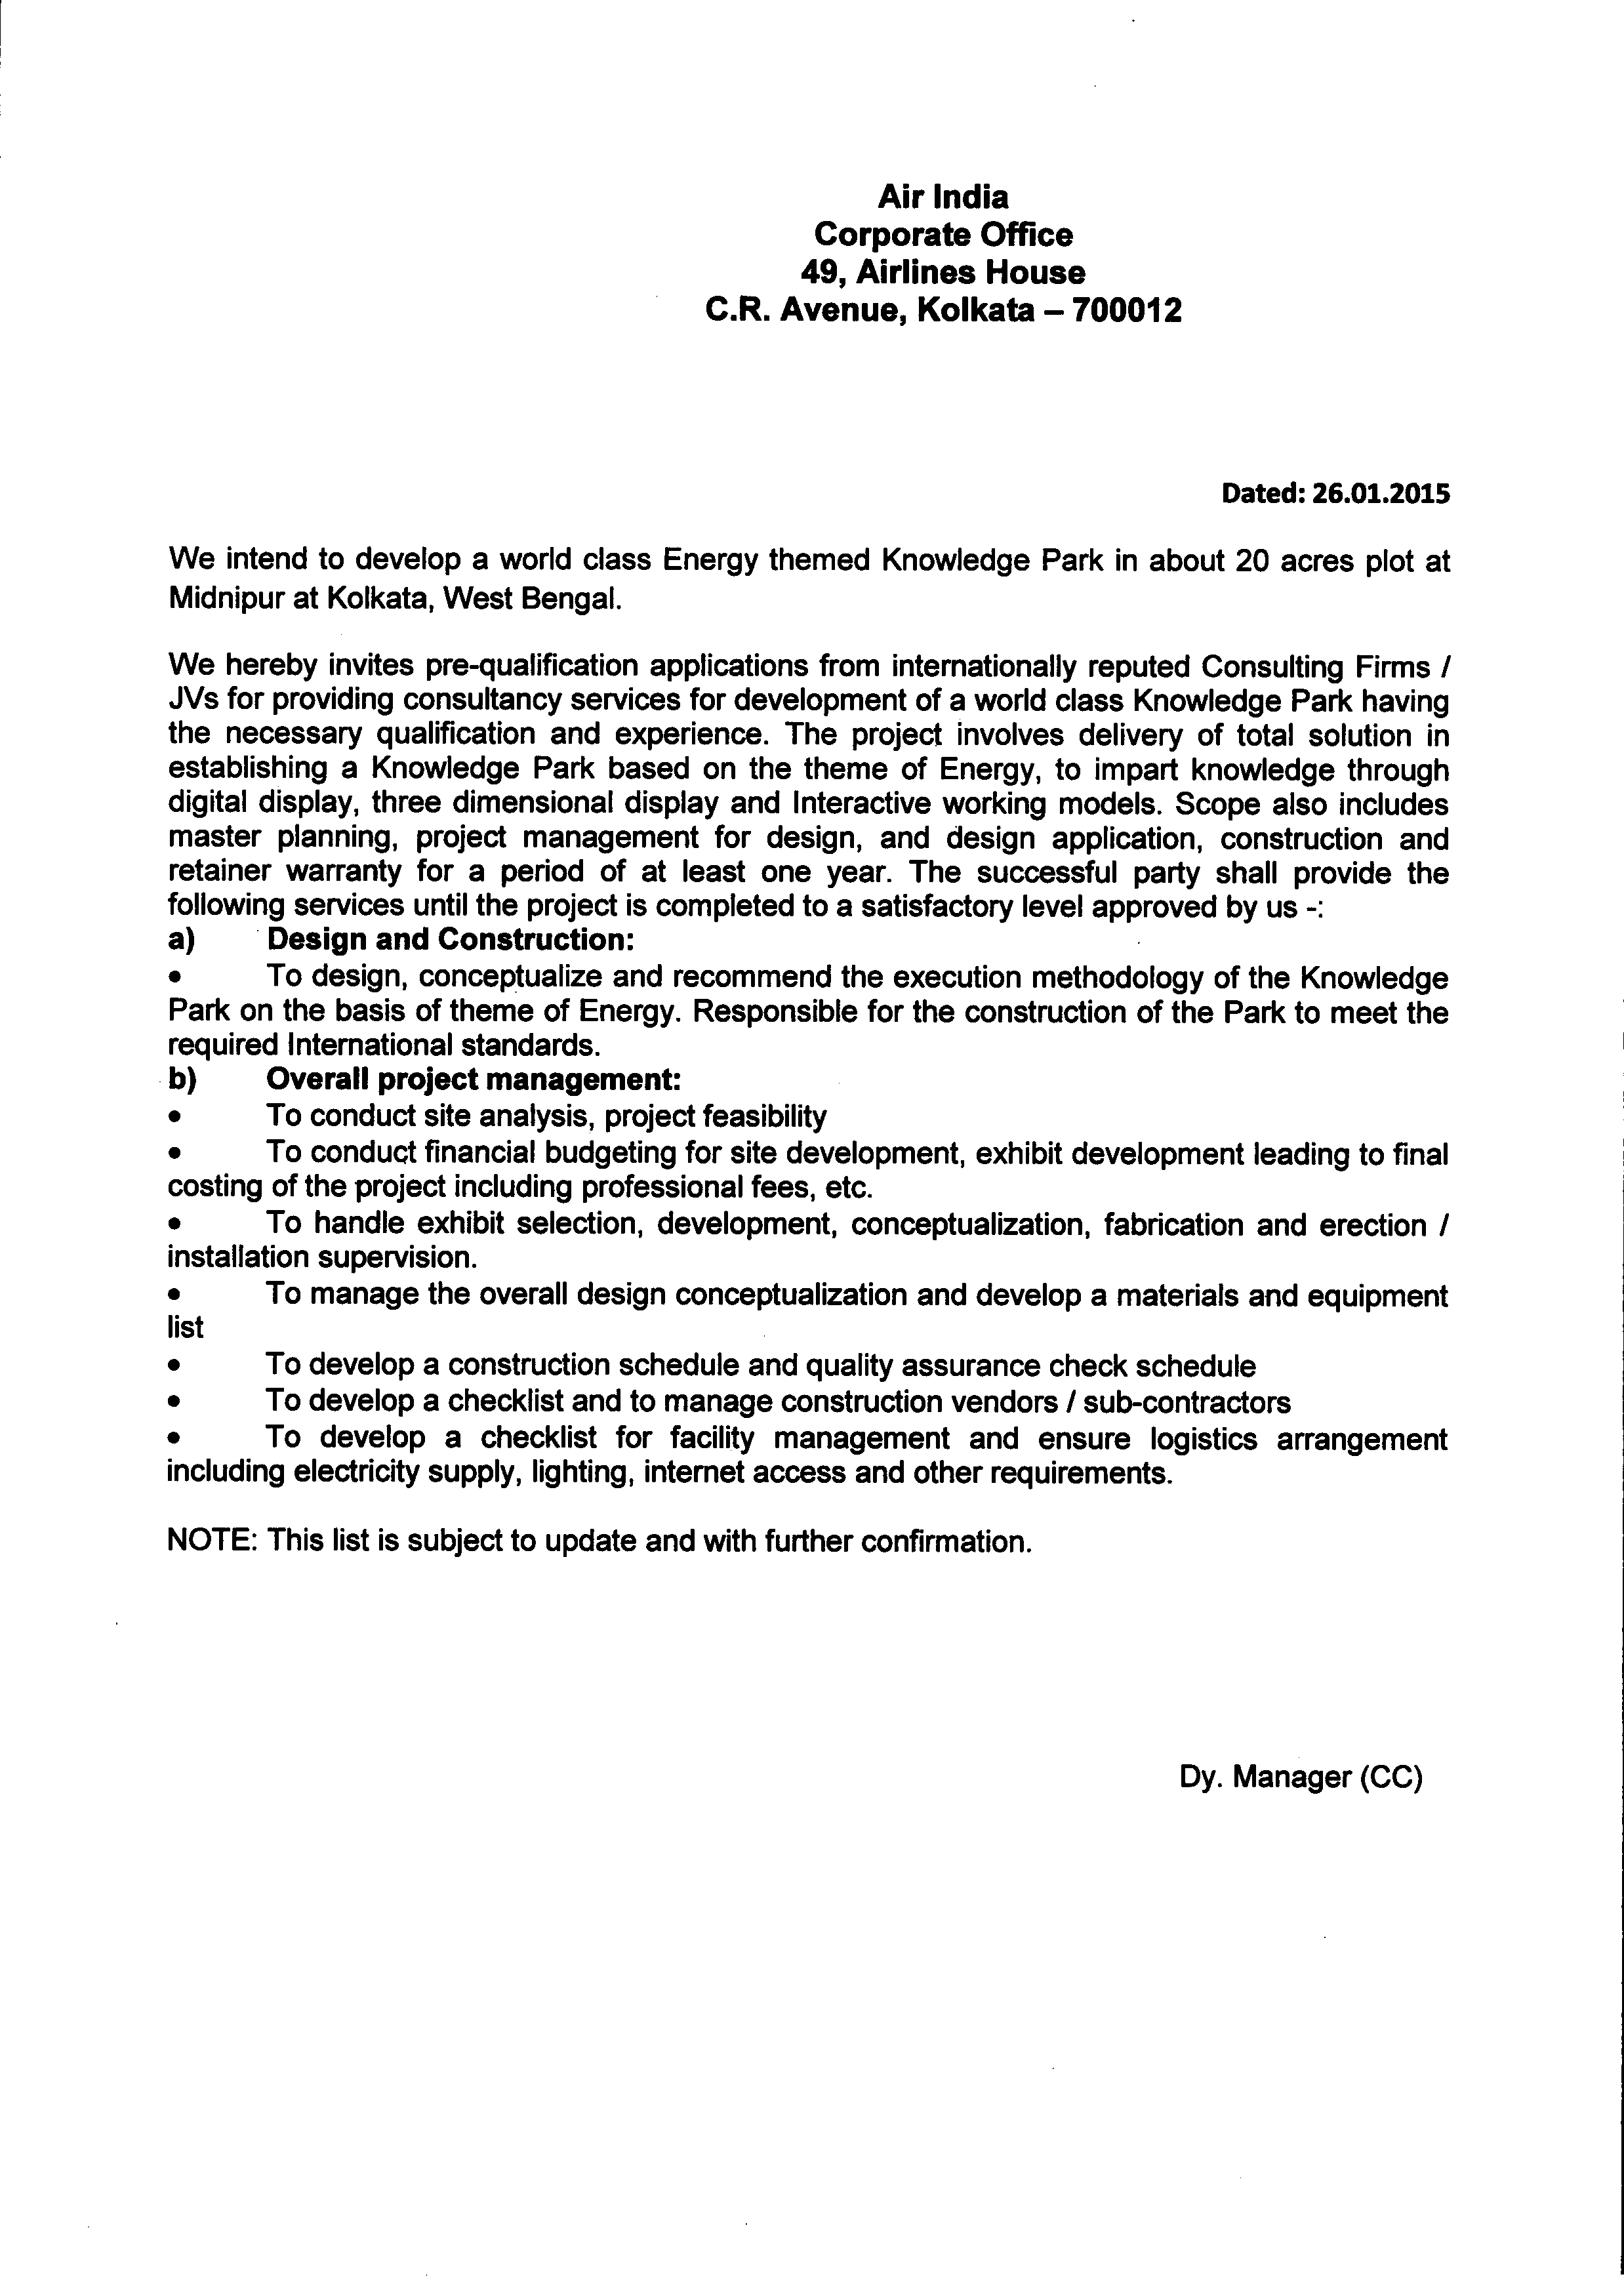 Air India
Corporate Office
49, Airlines House
C.R. Avenue, Kolkata – 700012
Dated: 26.01.2015
We intend to develop a world class Energy themed Knowledge Park in about 20 acres plot at
Midnipur at Kolkata, West Bengal.
We hereby invites pre-qualification applications from internationally reputed Consulting Firms /
JVs for providing consultancy services for development of a world class Knowledge Park having
the necessary qualification and experience. The project involves delivery of total solution in
establishing a Knowledge Park based on the theme of Energy, to impart knowledge through
digital display, three dimensional display and Interactive working models. Scope also includes
master planning, project management for design, and design application, construction and
retainer warranty for a period of at least one year. The successful party shall provide the
following services until the project is completed to a satisfactory level approved by us -:
a) Design and Construction:
• To design, conceptualize and recommend the execution methodology of the Knowledge
Park on the basis of theme of Energy. Responsible for the construction of the Park to meet the
required International standards.
b) Overall project management:
• To conduct site analysis, project feasibility
• To conduct financial budgeting for site development, exhibit development leading to final
costing of the project including professional fees, etc.
• To handle exhibit selection, development, conceptualization, fabrication and erection /
installation supervision.
• To manage the overall design conceptualization and develop a materials and equipment
list
• To develop a construction schedule and quality assurance check schedule
• To develop a checklist and to manage construction vendors / sub-contractors
• To develop a checklist for facility management and ensure logistics arrangement
including electricity supply, lighting, internet access and other requirements.
NOTE: This list is subject to update and with further confirmation.
Dy. Manager (CC)